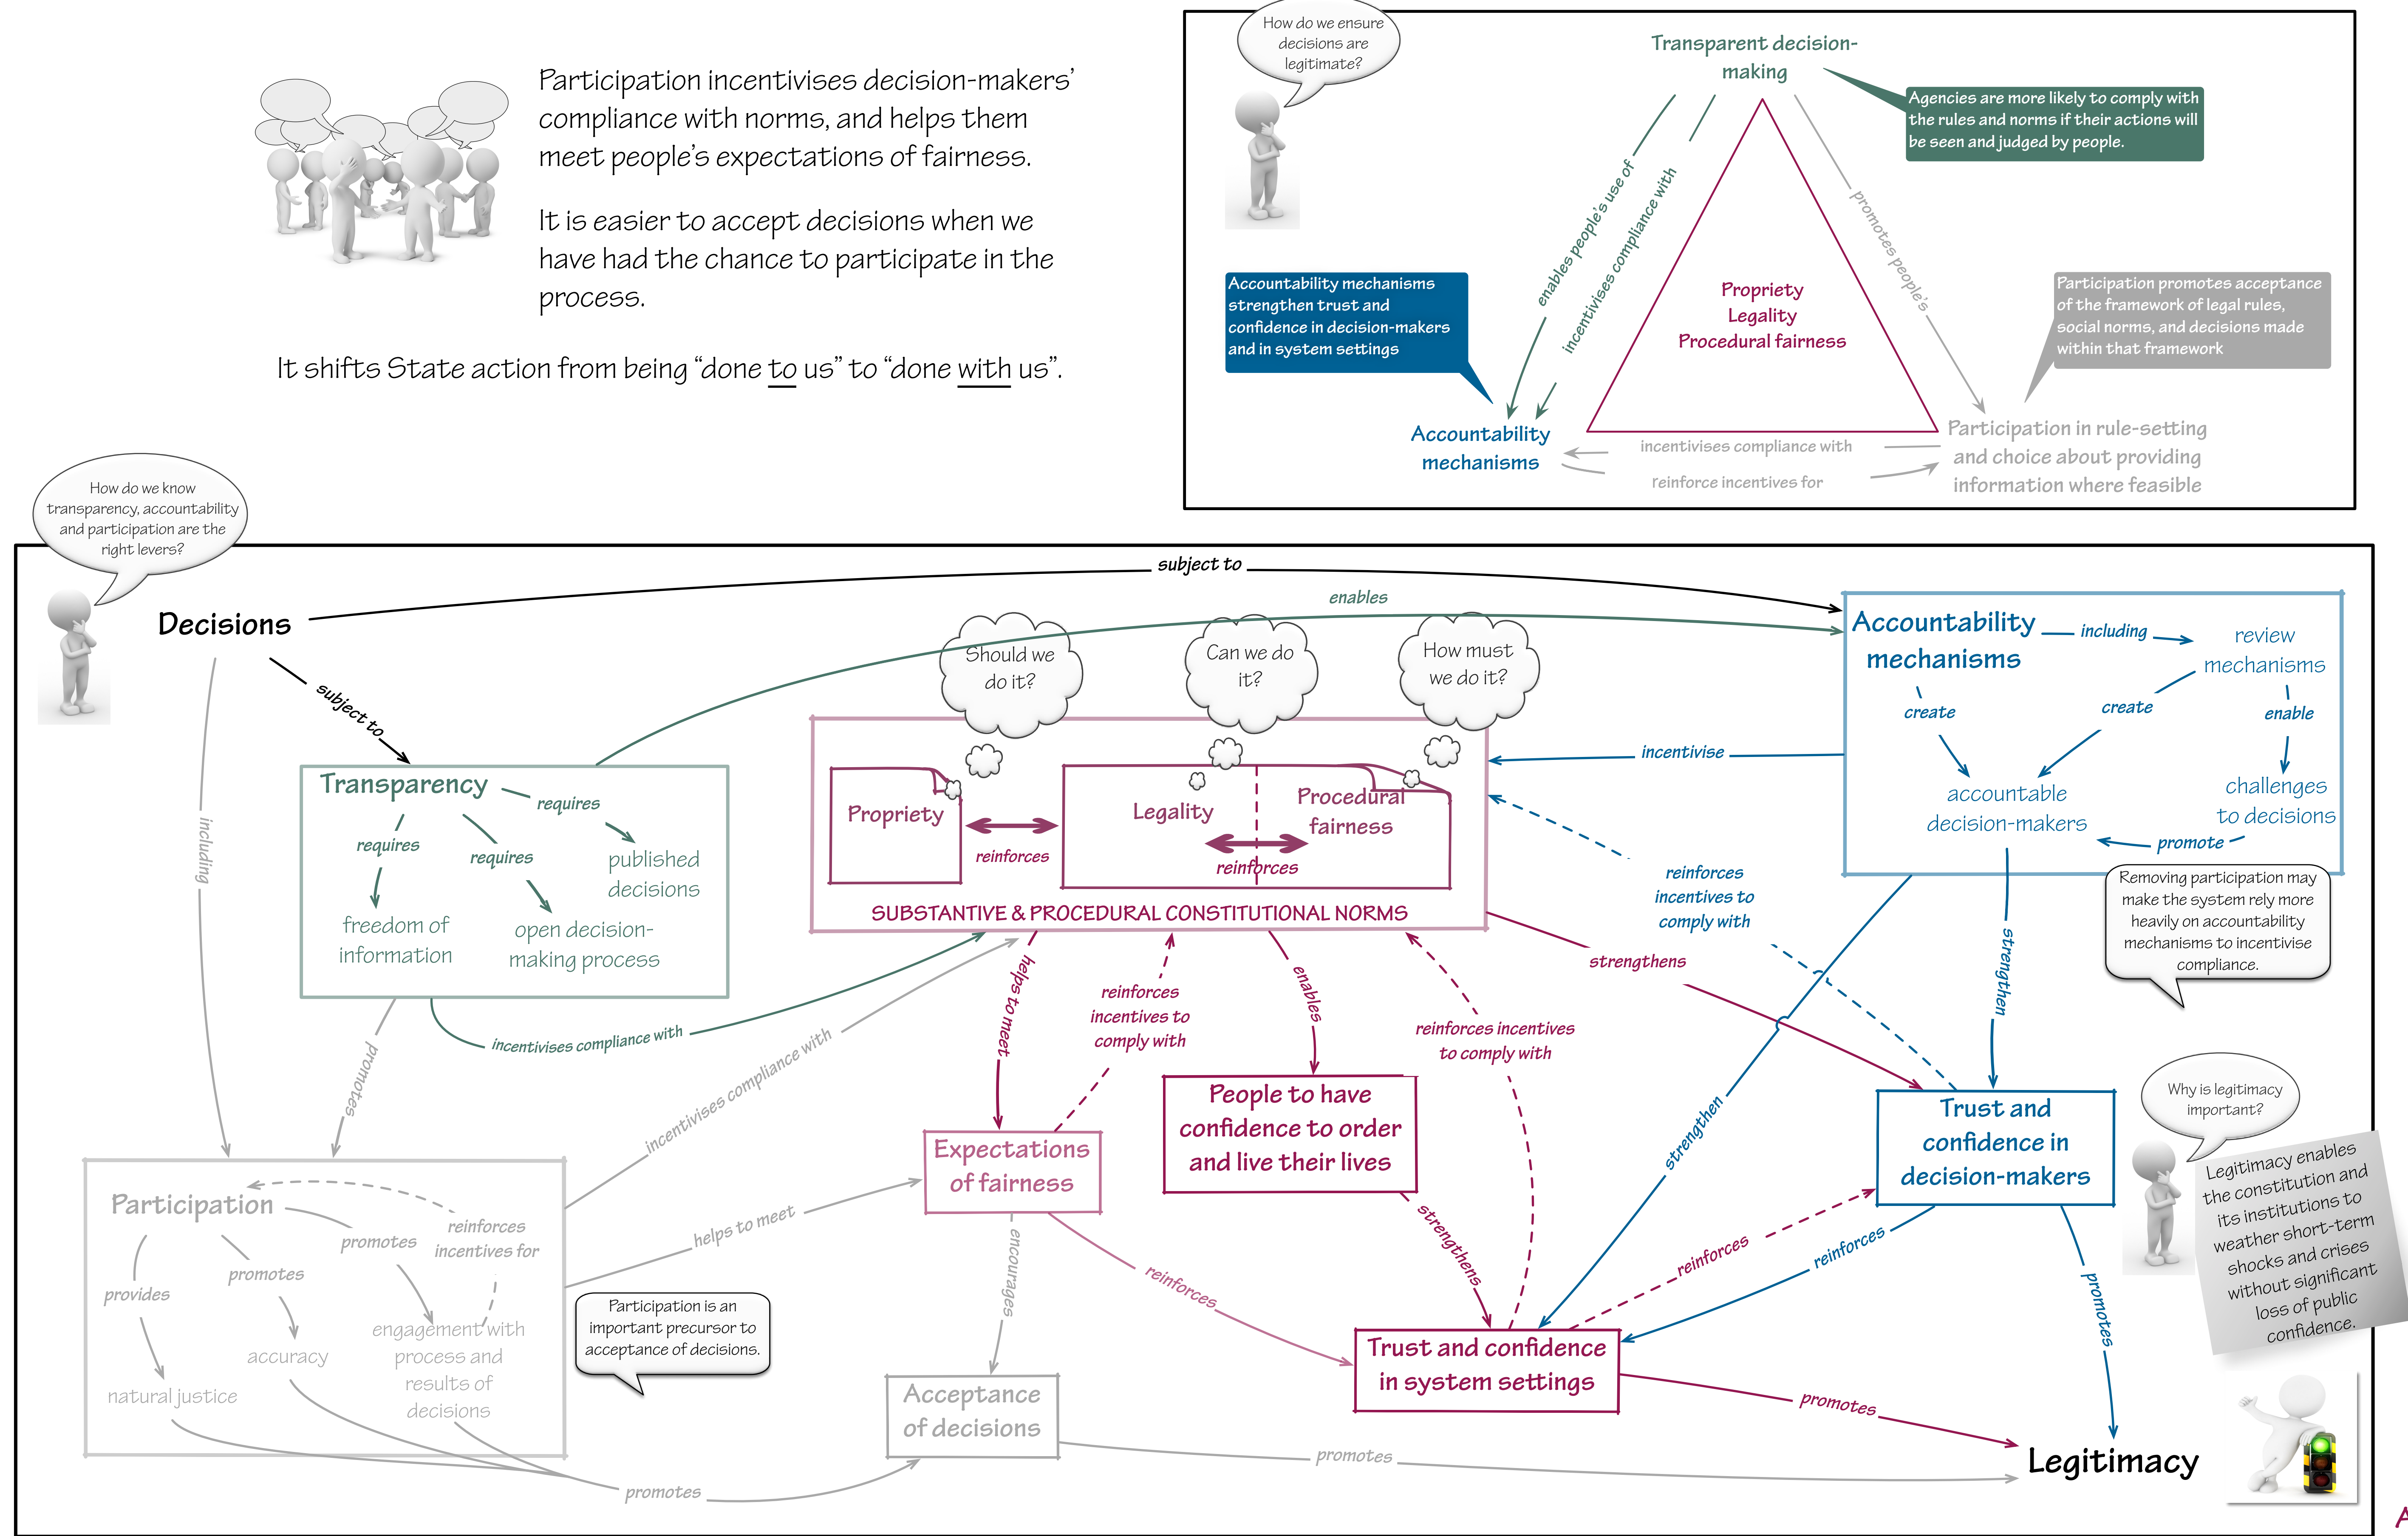 Participation incentivises decision-makers'
compliance with norms, and helps them
meet people's expectations of fairness.
It is easier to accept decisions when we
have had the chance to participate in the
process.
It shifts State action from being “done to us” to “done with us”.
How do we ensure
decisions are
legitimate?
Transparent decision-
making
Agencies are more likely to comply with
the rules and norms if their actions will
be seen and judged by people.
enables people's use of
incentivises compliance with
promotes people's
Accountability mechanisms
strengthen trust and
confidence in decision-makers
and in system settings
Propriety
Legality
Procedural fairness
Participation promotes acceptance
of the framework of legal rules,
social norms, and decisions made
within that framework
Accountability
mechanisms
incentivises compliance with
reinforce incentives for
Participation in rule-setting
and choice about providing
information where feasible
How do we know
transparency, accountability
and participation are the
right levers?
Decisions
subject to
enables
subject to
including
Should we
do it?
Can we do
it?
How must
we do it?
Accountability
mechanisms
including
review
mechanisms
create
create
enable
accountable
decision-makers
challenges
to decisions
promote
incentivise
Transparency
requires
requires
requires
published
decisions
freedom of
information
open decision-
making process
Propriety
reinforces
Legality
Procedural
fairness
reinforces
SUBSTANTIVE & PROCEDURAL CONSTITUTIONAL NORMS
reinforces
incentives to
comply with
Removing participation may
make the system rely more
heavily on accountability
mechanisms to incentivise
compliance.
strengthens
strengthen
incentivises compliance with
promotes
incentivises compliance with
helps to meet
reinforces
incentives to
comply with
enables
reinforces incentives
to comply with
People to have
confidence to order
and live their lives
strengthen
Trust and
confidence in
decision-makers
Why is legitimacy
important?
Legitimacy enables
the constitution and
its institutions to
weather short-term
shocks and crises
without significant
loss of public
confidence.
Expectations
of fairness
Participation
reinforces
incentives for
promotes
promotes
provides
natural justice
accuracy
engagement with
process and
results of
decisions
helps to meet
encourages
reinforces
strengthens
reinforces
reinforces
promotes
Participation is an
important precursor to
acceptance of decisions.
Trust and confidence
in system settings
Acceptance
of decisions
promotes
promotes
promotes
Legitimacy